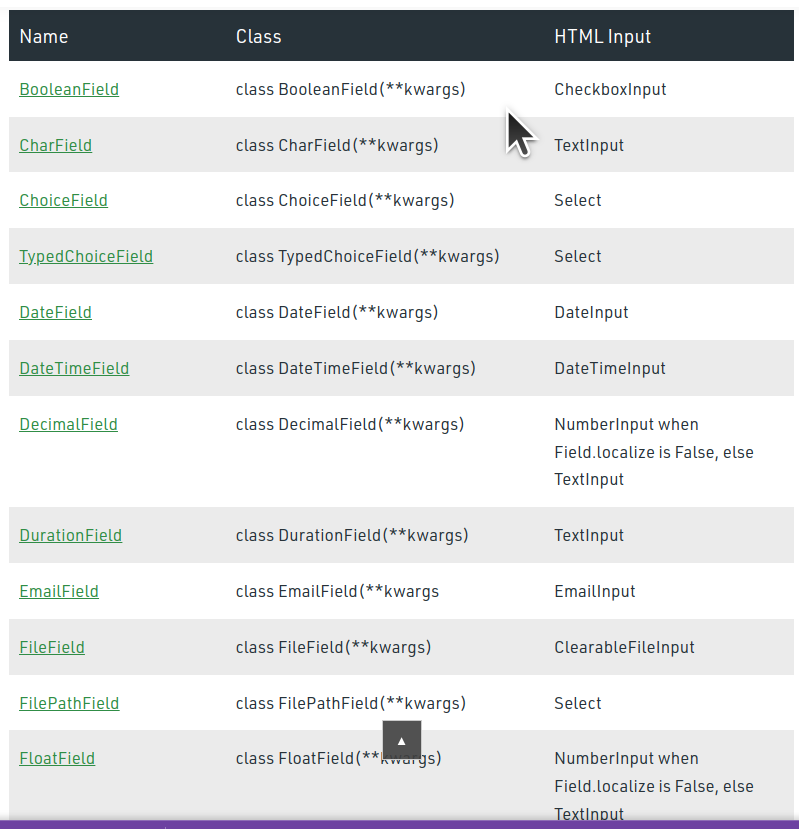 Name Class HTML Input
BooleanField class BooleanField(**kwargs) CheckboxInput
CharField class CharField(**kwargs) TextInput
ChoiceField class ChoiceField(**kwargs) Select
TypedChoiceField class TypedChoiceField(**kwargs) Select
DateField class DateField(**kwargs) DateInput
DateTimeField class DateTimeField(**kwargs) DateTimeInput
DecimalField class DecimalField(**kwargs) NumberInput when
Field.localize is False, else
TextInput
DurationField class DurationField(**kwargs) TextInput
EmailField class EmailField(**kwargs EmailInput
FileField class FileField(**kwargs) ClearableFileInput
FilePathField class FilePathField(**kwargs) Select
FloatField class FloatField(**kwargs) NumberInput when
Field.localize is False, else
TextInput